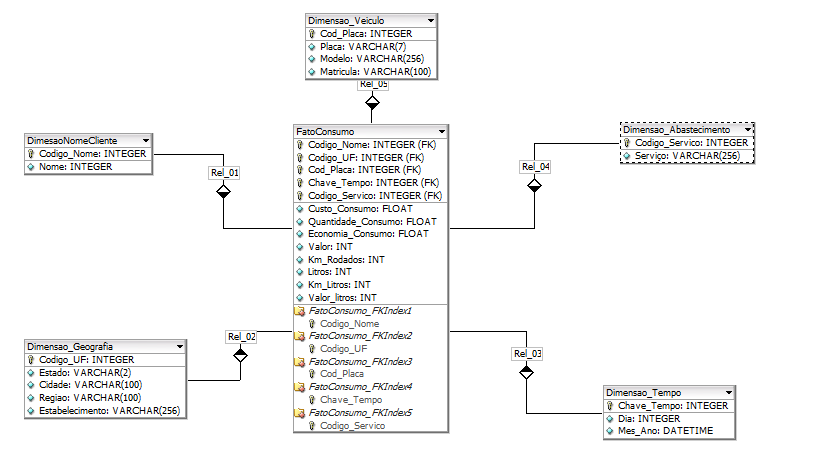 Dimensao_Veiculo
Cod_Placa: INTEGER
Placa: VARCHAR(7)
Modelo: VARCHAR(256)
Matricula: VARCHAR(100)
Rel_05
DimesaoNomeCliente
Codigo_Nome: INTEGER
Nome: INTEGER
Rel_01
FatoConsumo
Codigo_Nome: INTEGER (FK)
Codigo_UF: INTEGER (FK)
Cod_Placa: INTEGER (FK)
Chave_Tempo: INTEGER (FK)
Codigo_Servico: INTEGER (FK)
Custo_Consumo: FLOAT
Quantidade_Consumo: FLOAT
Economia_Consumo: FLOAT
Valor: INT
Km_Rodados: INT
Litros: INT
Km_Litros: INT
Valor_litros: INT
FatoConsumo_FKIndex1
Codigo_Nome
FatoConsumo_FKIndex2
Codigo_UF
FatoConsumo_FKIndex3
Cod_Placa
FatoConsumo_FKIndex4
Chave_Tempo
FatoConsumo_FKIndex5
Codigo_Servico
Dimensao_Abastecimento
Codigo_Servico: INTEGER
Serviço: VARCHAR(256)
Rel_04
Rel_02
Dimensao_Geografia
Codigo_UF: INTEGER
Estado: VARCHAR(2)
Cidade: VARCHAR(100)
Regiao: VARCHAR(100)
Estabelecimento: VARCHAR(256)
Rel_03
Dimensao_Tempo
Chave_Tempo: INTEGER
Dia: INTEGER
Mes_Ano: DATETIME